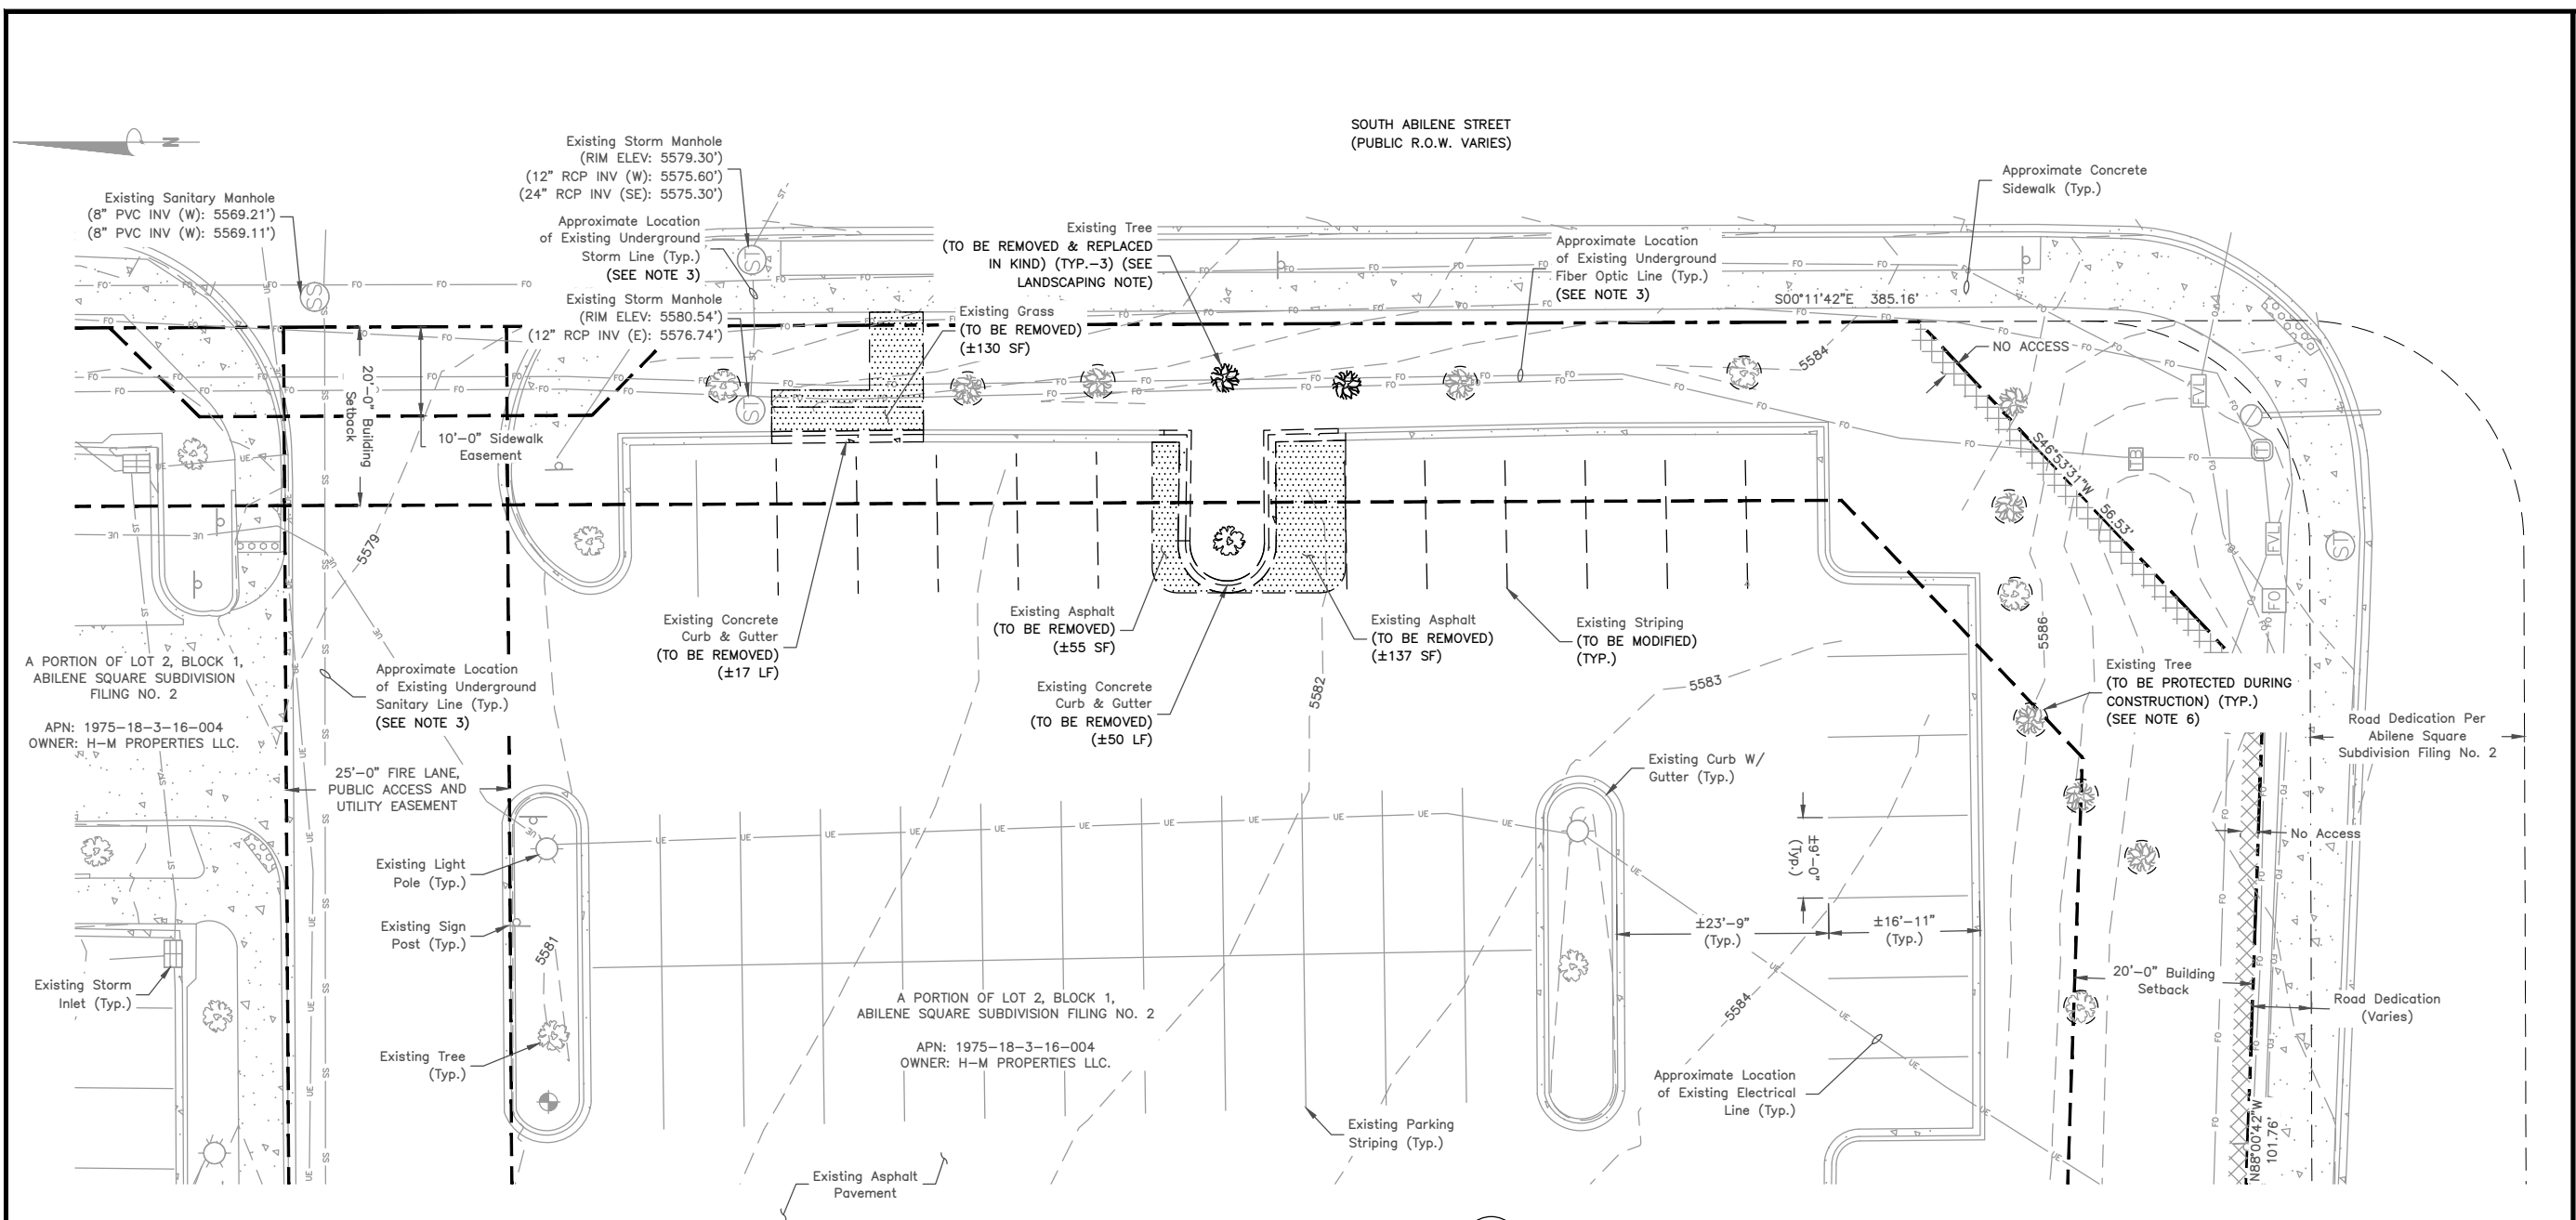 SOUTH ABILENE STREET
(PUBLIC R.O.W. VARIES)
N
Existing Storm Manhole
(RIM ELEV: 5579.30')
(12" RCP INV (W): 5575.60')
(24" RCP INV (SE): 5575.30')
Existing Sanitary Manhole
(8" PVC INV (W): 5569.21')
(8" PVC INV (W): 5569.11')
Approximate Location
of Existing Underground
Storm Line (Typ.)
(SEE NOTE 3)
Existing Storm Manhole
(RIM ELEV: 5580.54')
(12" RCP INV (E): 5576.74')
Existing Tree
(TO BE REMOVED & REPLACED
IN KIND) (TYP.-3) (SEE
LANDSCAPING NOTE)
Existing Grass
(TO BE REMOVED)
(±130 SF)
Approximate Location
of Existing Underground
Fiber Optic Line (Typ.)
(SEE NOTE 3)
Approximate Concrete
Sidewalk (Typ.)
S00°11'42"E 385.16'
NO ACCESS
5584
S46°53'31"W
56.53'
SS
ST
ST
ST
FVL
TB
T
FVL
FO
20'-0" Building
Setback
10'-0" Sidewalk
Easement
5579
Existing Concrete
Curb & Gutter
(TO BE REMOVED)
(±17 LF)
Existing Asphalt
(TO BE REMOVED)
(±55 SF)
Existing Concrete
Curb & Gutter
(TO BE REMOVED)
(±50 LF)
Existing Asphalt
(TO BE REMOVED)
(±137 SF)
Existing Striping
(TO BE MODIFIED)
(TYP.)
5582
5583
5586
A PORTION OF LOT 2, BLOCK 1,
ABILENE SQUARE SUBDIVISION
FILING NO. 2
APN: 1975-18-3-16-004
OWNER: H-M PROPERTIES LLC.
Approximate Location
of Existing Underground
Sanitary Line (Typ.)
(SEE NOTE 3)
25'-0" FIRE LANE,
PUBLIC ACCESS AND
UTILITY EASEMENT
Existing Tree
(TO BE PROTECTED DURING
CONSTRUCTION) (TYP.)
(SEE NOTE 6)
Road Dedication Per
Abilene Square
Subdivision Filing No. 2
Existing Curb W/
Gutter (Typ.)
±9'-0"
(Typ.)
No Access
Existing Light
Pole (Typ.)
Existing Sign
Post (Typ.)
5581
±23'-9"
(Typ.)
±16'-11"
(Typ.)
Existing Storm
Inlet (Typ.)
Existing Tree
(Typ.)
A PORTION OF LOT 2, BLOCK 1,
ABILENE SQUARE SUBDIVISION FILING NO. 2
APN: 1975-18-3-16-004
OWNER: H-M PROPERTIES LLC.
5584
20'-0" Building
Setback
Road Dedication
(Varies)
Approximate Location
of Existing Electrical
Line (Typ.)
Existing Parking
Striping (Typ.)
N88°00'42"W
101.76'
Existing Asphalt
Pavement